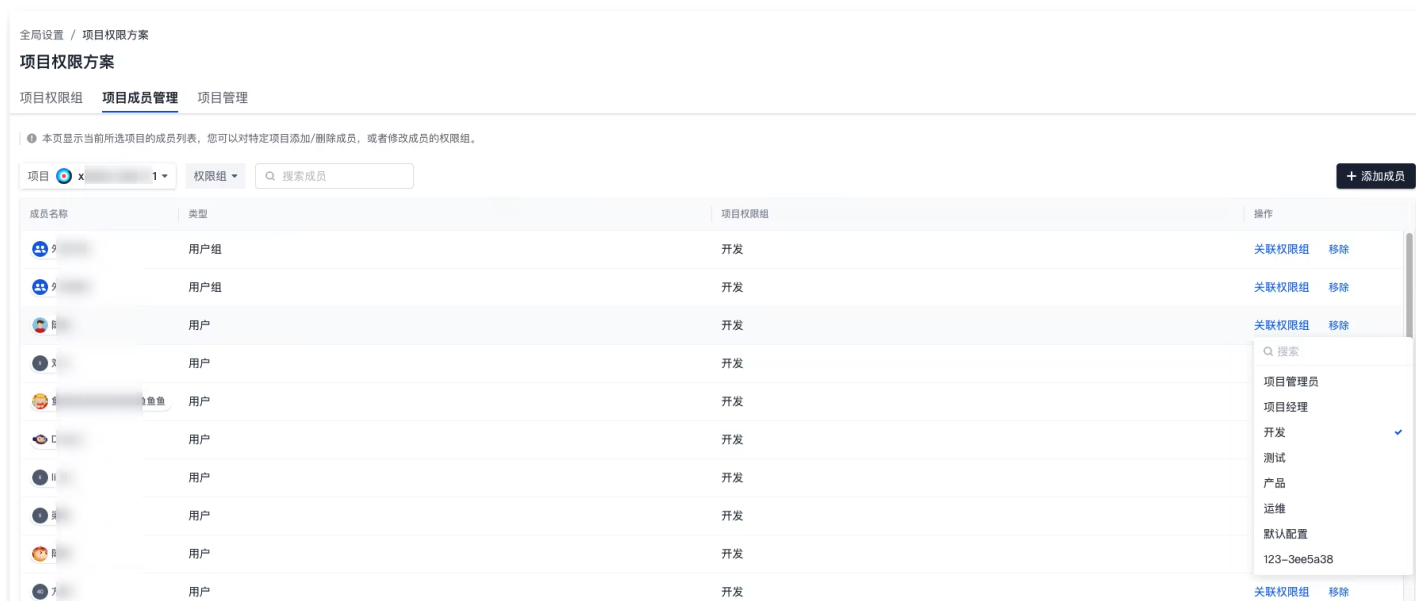 全局设置 / 项目权限方案
项目权限方案
项目权限组 项目成员管理 项目管理
本页显示当前所选项目的成员列表，您可以对特定项目添加/删除成员，或者修改成员的权限组。
项目 x 1 权限组 搜索成员 + 添加成员
成员名称 类型 项目权限组 操作
用户组 开发 关联权限组 移除
用户组 开发 关联权限组 移除
用户 开发 关联权限组 移除
用户 开发
鱼鱼 用户 开发
用户 开发
用户 开发
用户 开发
用户 开发
用户 开发 关联权限组 移除
搜索
项目管理员
项目经理
开发
测试
产品
运维
默认配置
123-3ee5a38